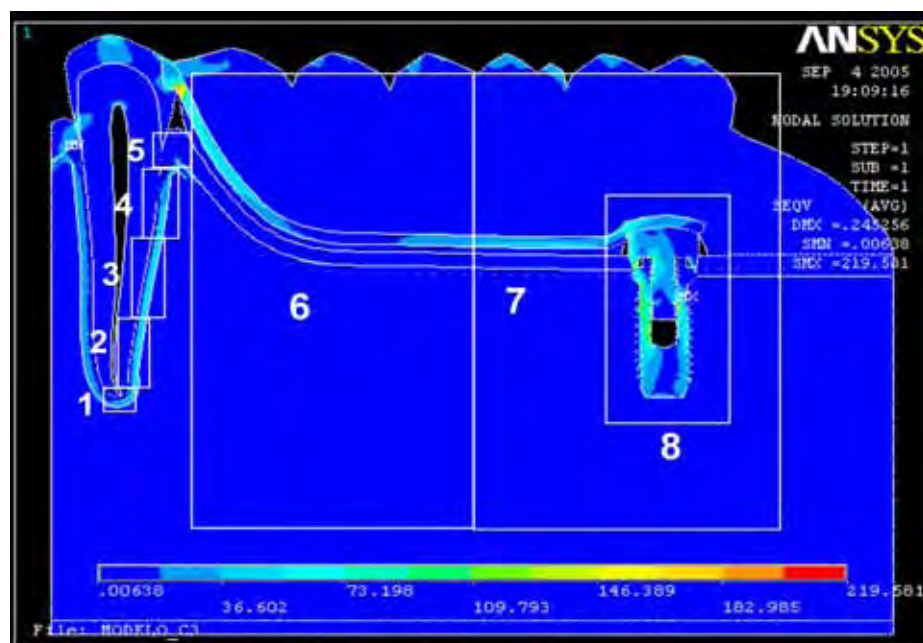 1
ANSYS
SEP 4 2005
19:09:16
NODAL SOLUTION
STEP=1
SUB =1
TIME=1
SEQV (AVG)
DMX =.245256
SMN =.00638
SMX =219.581
5
4
3
2
1
6
7
8
.00638
36.602
73.198
109.793
146.389
182.985
219.581
File: MODELO_C3